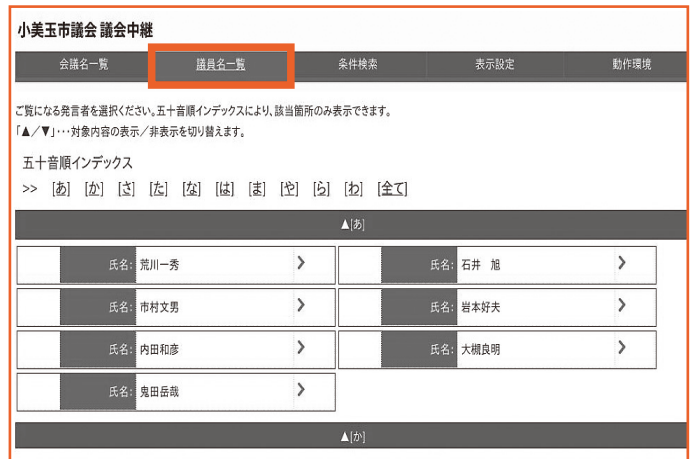 小美玉市議会 議会中継
会議名一覧 議員名一覧 条件検索 表示設定 動作環境
ご覧になる発言者を選択ください。五十音順インデックスにより、該当箇所のみ表示できます。
「▲／▼」・・・対象内容の表示／非表示を切り替えます。
五十音順インデックス
>> [あ] [か] [さ] [た] [な] [は] [ま] [や] [ら] [わ] [全て]
▲[あ]
氏名: 荒川一秀 氏名: 石井 旭
氏名: 市村文男 氏名: 岩本好夫
氏名: 内田和彦 氏名: 大槻良明
氏名: 鬼田岳哉
▲[か]